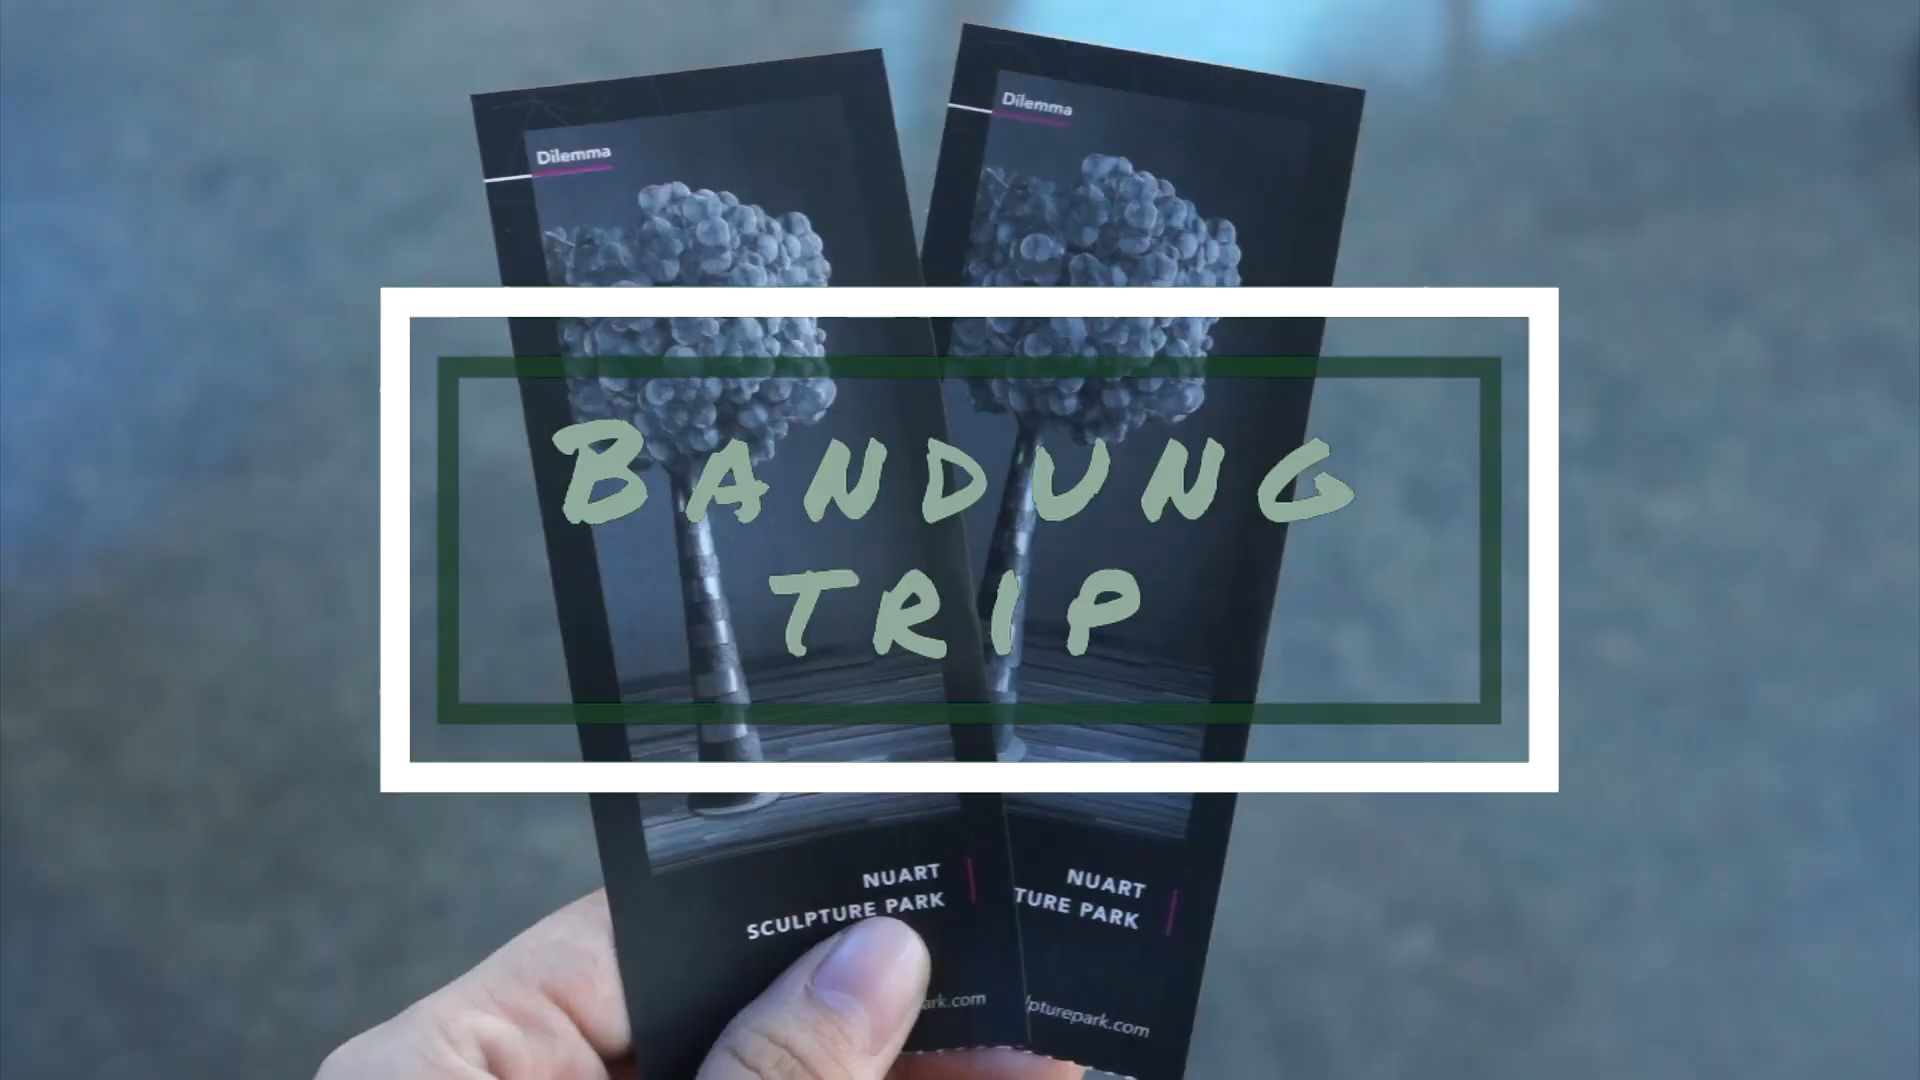 Dilemma
Dilemma
BANDUNG
TRIP
NUART
SCULPTURE PARK
NUART
TURE PARK
ark.com
lpturepark.com